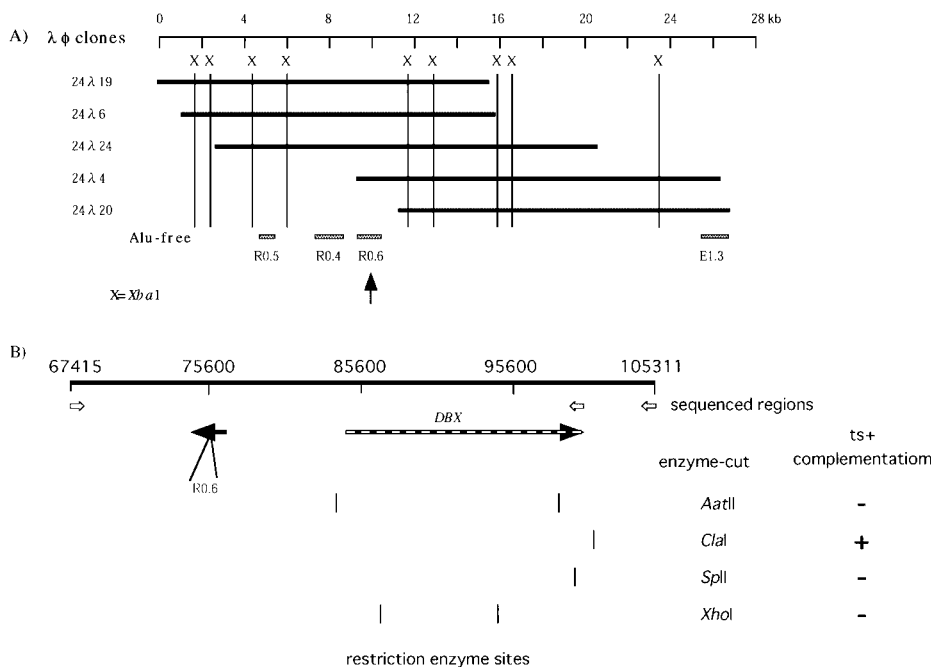 0 4 8 12 16 20 24 28 kb
A) λ ϕ clones
X X X X X X X X X
24 λ 19
24 λ 6
24 λ 24
24 λ 4
24 λ 20
Alu-free
R0.5 R0.4 R0.6 E1.3
X=Xba1
B)
67415 75600 85600 95600 105311
sequenced regions
DBX
R0.6
enzyme-cut
ts+
complementatiom
AatII -
ClaI +
SplI -
XhoI -
restriction enzyme sites